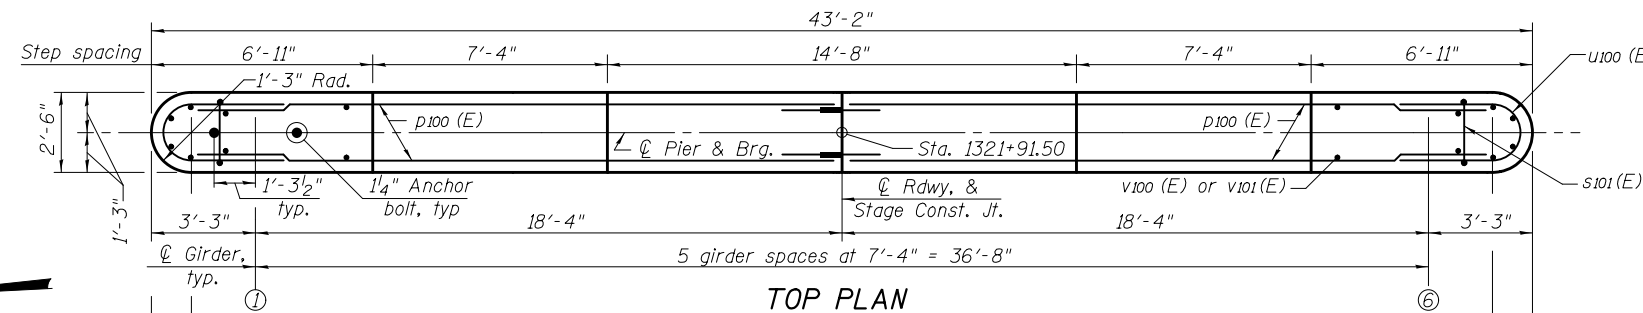 43'-2"
Step spacing
6'-11"
7'-4"
14'-8"
7'-4"
6'-11"
u100 (E
1'-3" Rad.
2'-6"
p100 (E)
℄ Pier & Brg.
Sta. 1321+91.50
p100 (E)
1'-3"
1'-3½"
typ.
1¼" Anchor
bolt, typ
℄ Rdwy, &
Stage Const. Jt.
v100 (E) or v101(E)
s101(E)
3'-3"
18'-4"
18'-4"
3'-3"
℄ Girder,
typ.
5 girder spaces at 7'-4" = 36'-8"
1
TOP PLAN
6